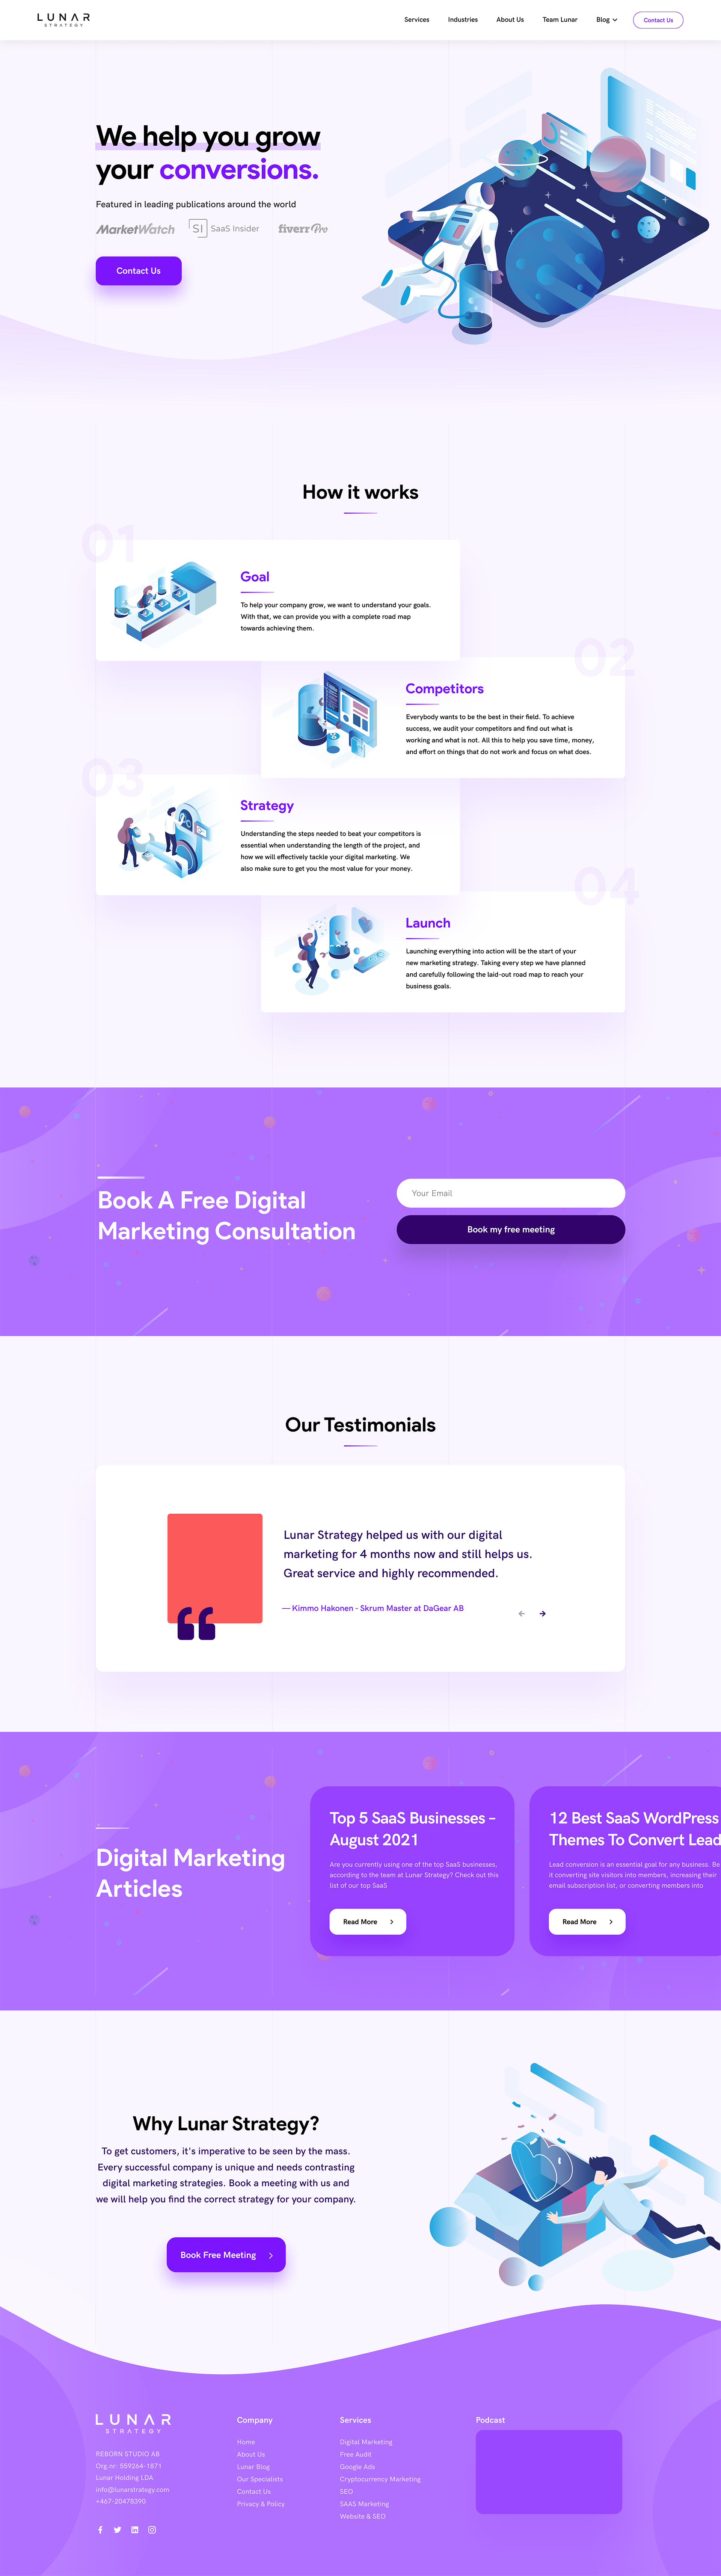 LUNAR
STRATEGY
Services
Industries
About Us
Team Lunar
Blog
Contact Us
We help you grow
your conversions.
Featured in leading publications around the world
MarketWatch
SI SaaS Insider
fiverr Pro
Contact Us
How it works
01
Goal
To help your company grow, we want to understand your goals.
With that, we can provide you with a complete road map
towards achieving them.
02
Competitors
Everybody wants to be the best in their field. To achieve
success, we audit your competitors and find out what is
working and what is not. All this to help you save time, money,
and effort on things that do not work and focus on what does.
03
Strategy
Understanding the steps needed to beat your competitors is
essential when understanding the length of the project, and
how we will effectively tackle your digital marketing. We
also make sure to get you the most value for your money.
04
Launch
Launching everything into action will be the start of your
new marketing strategy. Taking every step we have planned
and carefully following the laid-out road map to reach your
business goals.
Book A Free Digital
Marketing Consultation
Your Email
Book my free meeting
Our Testimonials
Lunar Strategy helped us with our digital
marketing for 4 months now and still helps us.
Great service and highly recommended.
— Kimmo Hakonen - Skrum Master at DaGear AB
Digital Marketing
Articles
Top 5 SaaS Businesses –
August 2021
Are you currently using one of the top SaaS businesses,
according to the team at Lunar Strategy? Check out this
list of our top SaaS
Read More
12 Best SaaS WordPress
Themes To Convert Lead
Lead conversion is an essential goal for any business. Be
it converting site visitors into members, increasing their
email subscription list, or converting members into
Read More
Why Lunar Strategy?
To get customers, it's imperative to be seen by the mass.
Every successful company is unique and needs contrasting
digital marketing strategies. Book a meeting with us and
we will help you find the correct strategy for your company.
Book Free Meeting
LUNAR
STRATEGY
REBORN STUDIO AB
Org.nr: 559264-1871
Lunar Holding LDA
info@lunarstrategy.com
+467-20478390
Company
Home
About Us
Lunar Blog
Our Specialists
Contact Us
Privacy & Policy
Services
Digital Marketing
Free Audit
Google Ads
Cryptocurrency Marketing
SEO
SAAS Marketing
Website & SEO
Podcast